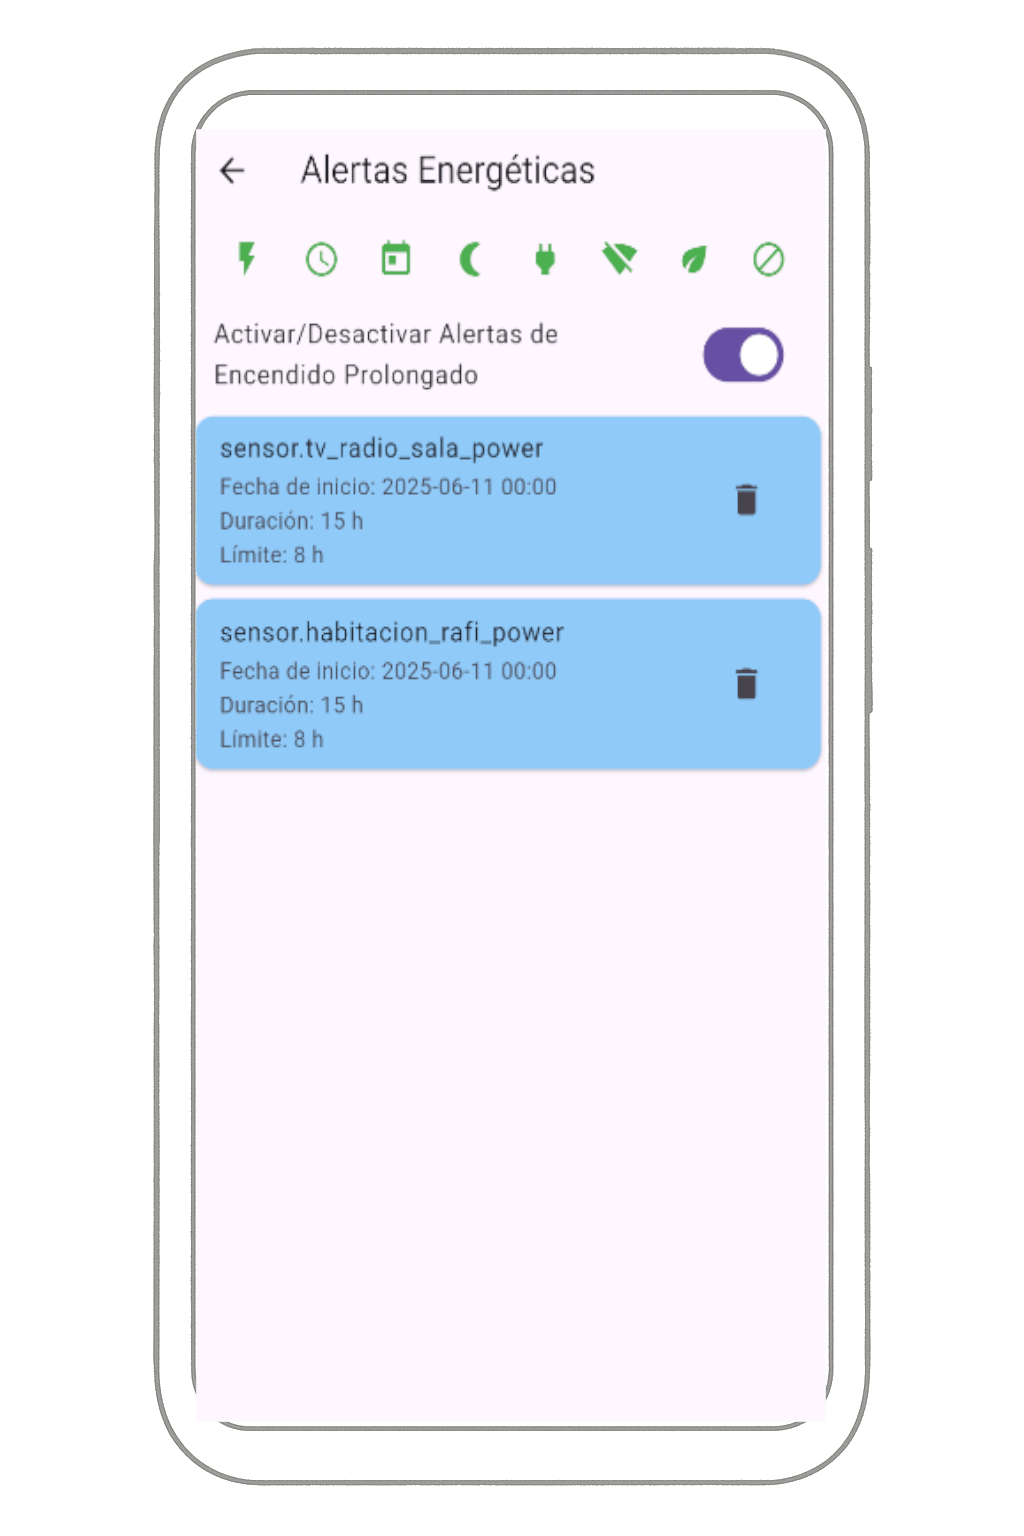 Alertas Energéticas
Activar/Desactivar Alertas de
Encendido Prolongado
sensor.tv_radio_sala_power
Fecha de inicio: 2025-06-11 00:00
Duración: 15 h
Límite: 8 h
sensor.habitacion_rafi_power
Fecha de inicio: 2025-06-11 00:00
Duración: 15 h
Límite: 8 h